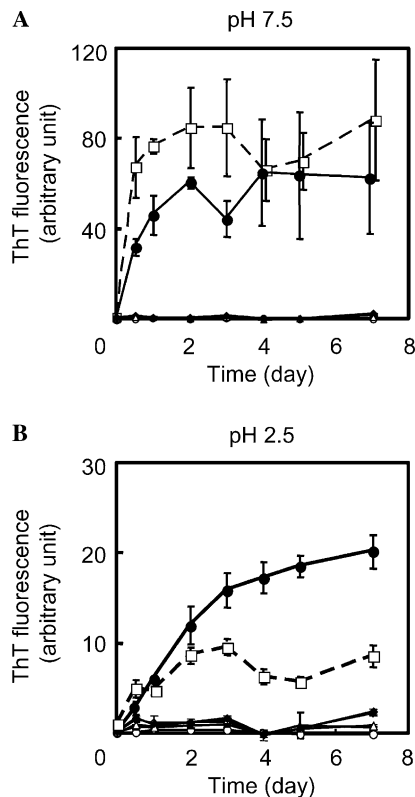 A
pH 7.5
ThT fluorescence
(arbitrary unit)
120
80
40
0 2 4 6 8
Time (day)
B
pH 2.5
ThT fluorescence
(arbitrary unit)
30
20
10
0 2 4 6 8
Time (day)